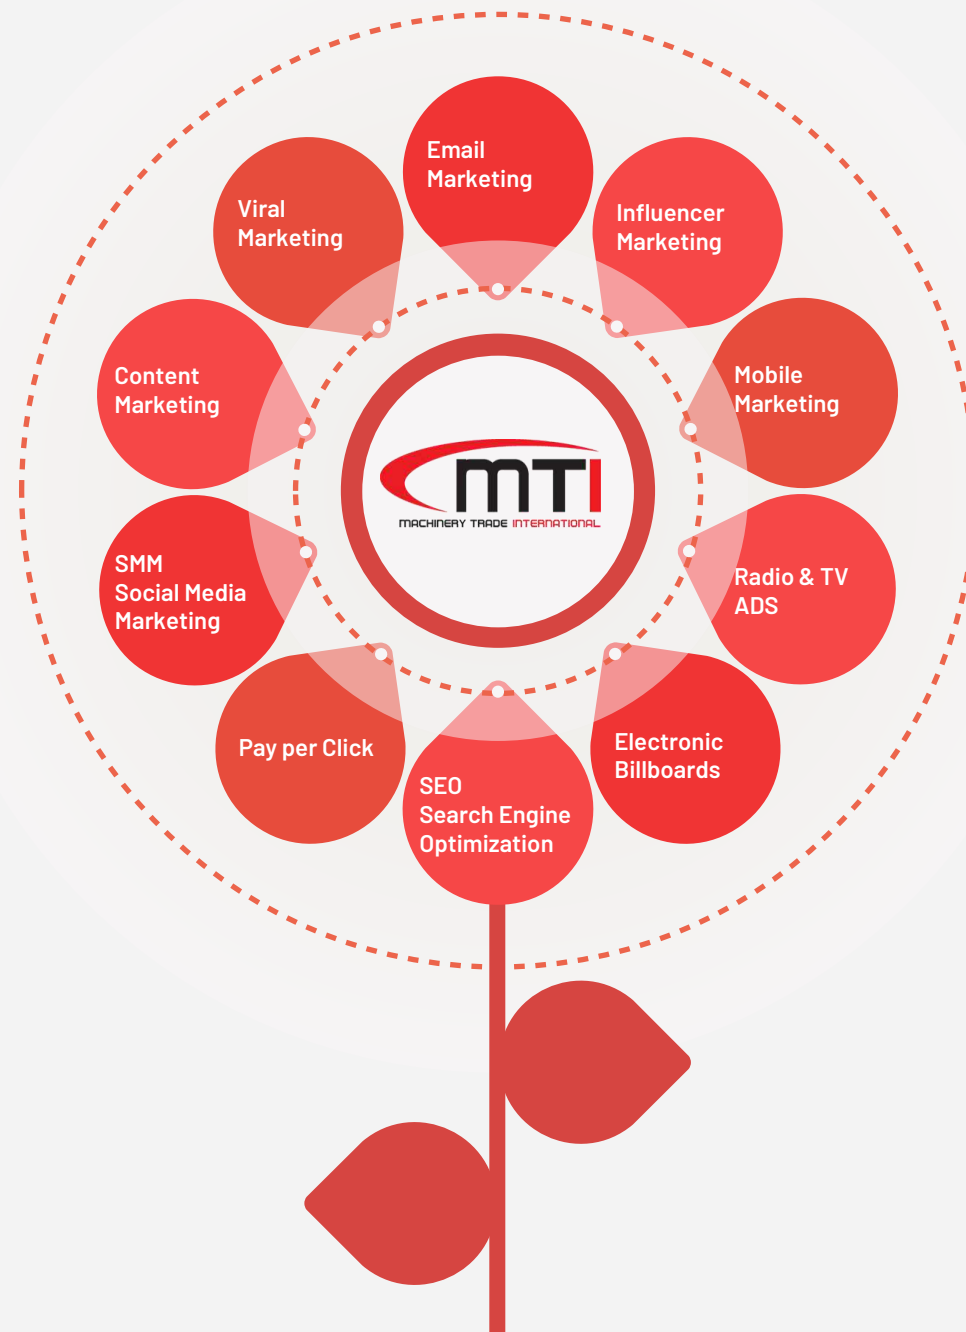 Email
Marketing
Influencer
Marketing
Viral
Marketing
Mobile
Marketing
Content
Marketing
MTI
MACHINERY TRADE INTERNATIONAL
SMM
Social Media
Marketing
Radio & TV
ADS
Pay per Click
Electronic
Billboards
SEO
Search Engine
Optimization